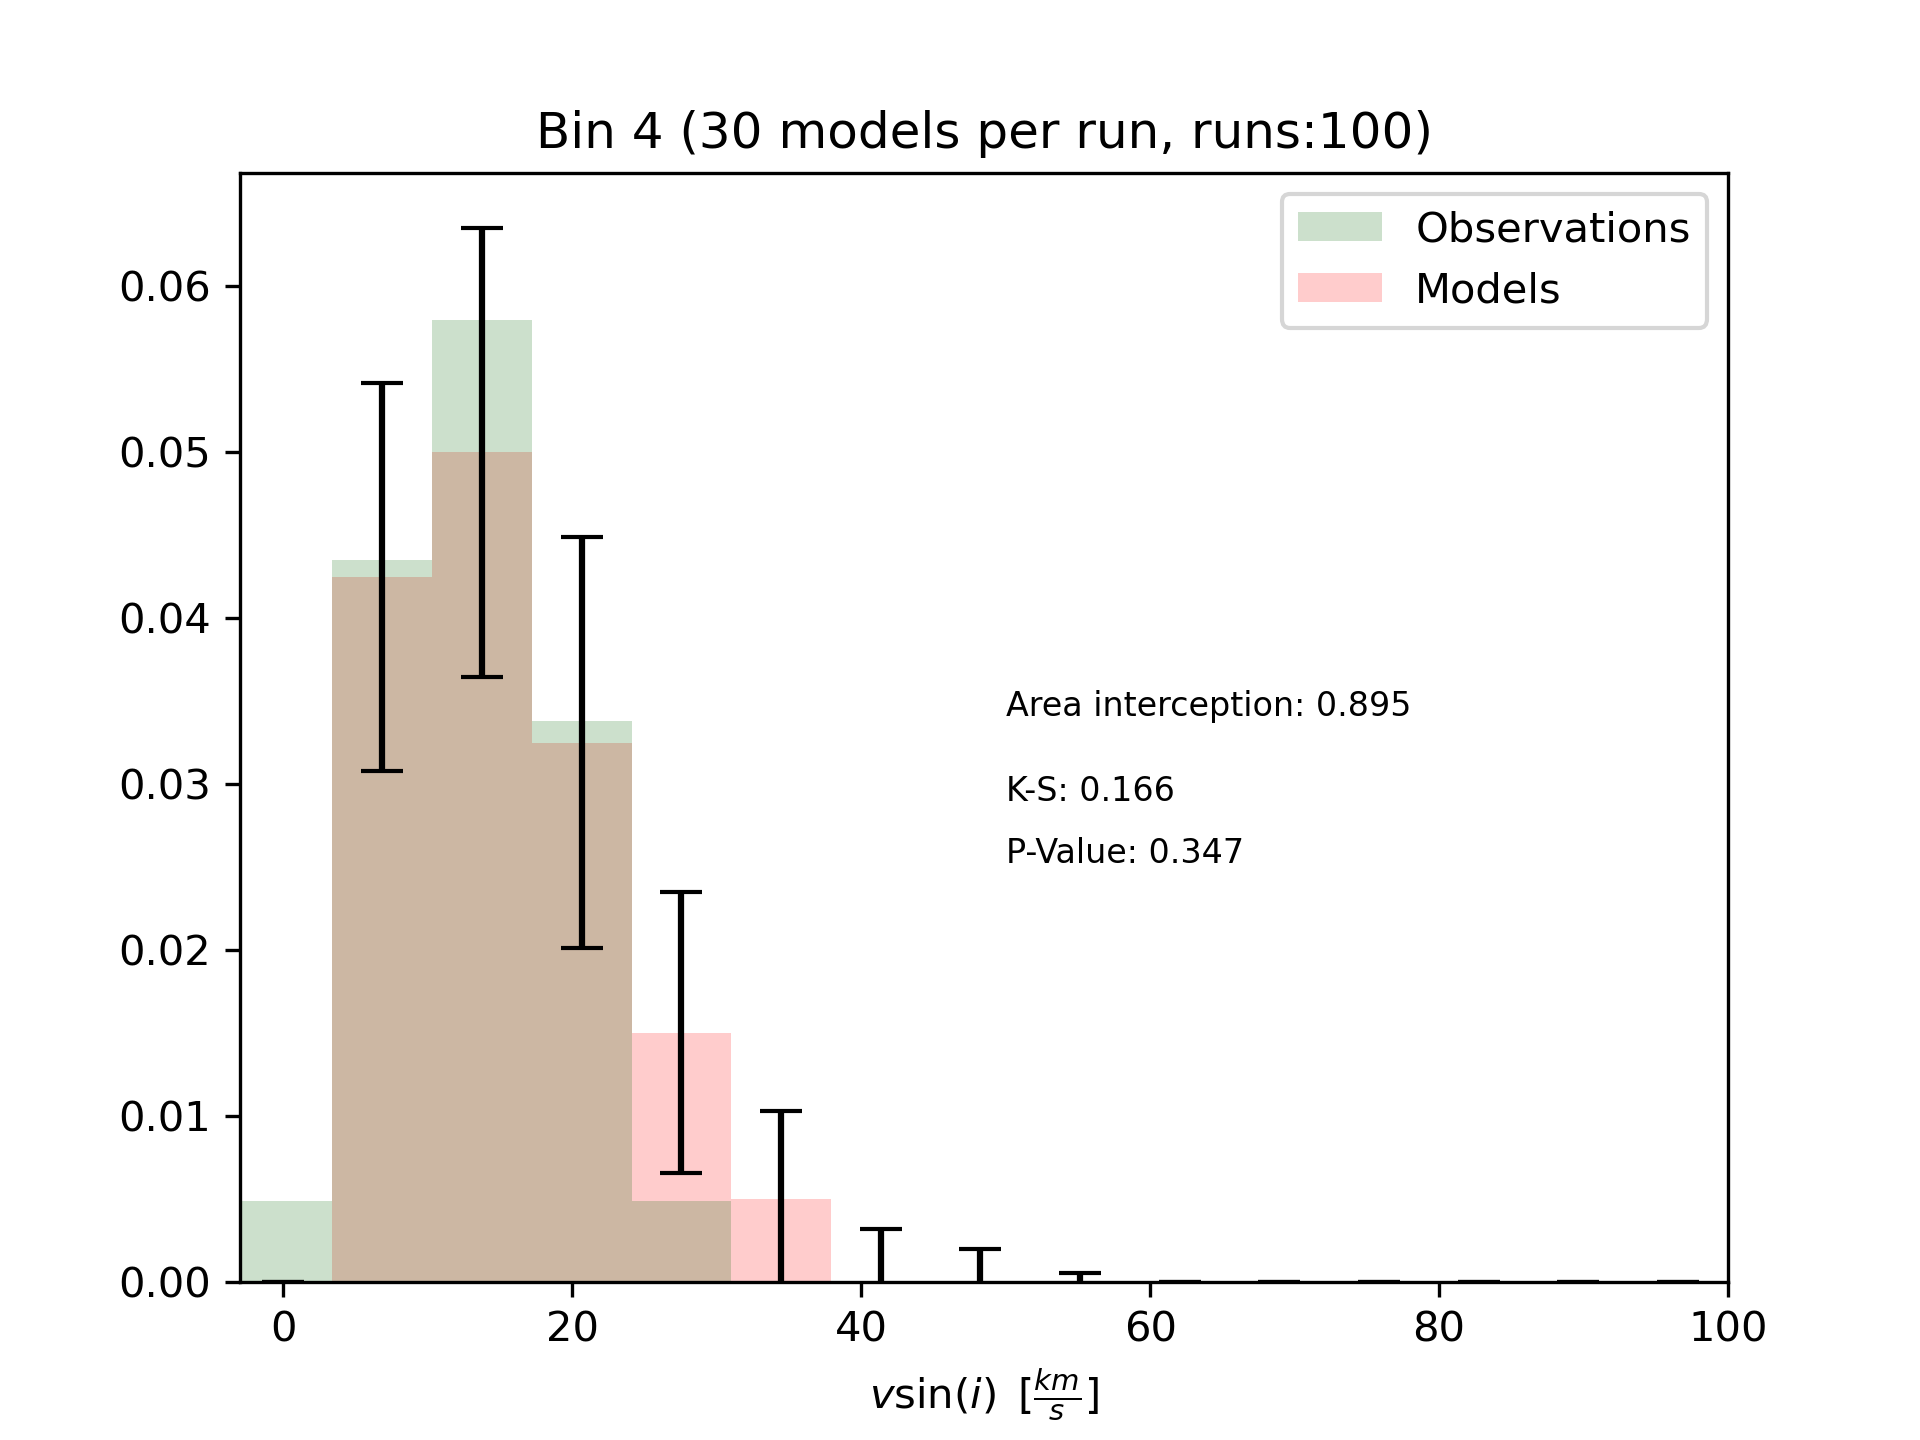 Bin 4 (30 models per run, runs:100)
Observations
Models
0.06
0.05
0.04
0.03
0.02
0.01
0.00
Area interception: 0.895
K-S: 0.166
P-Value: 0.347
0 20 40 60 80 100
vsin(i) [km/s]